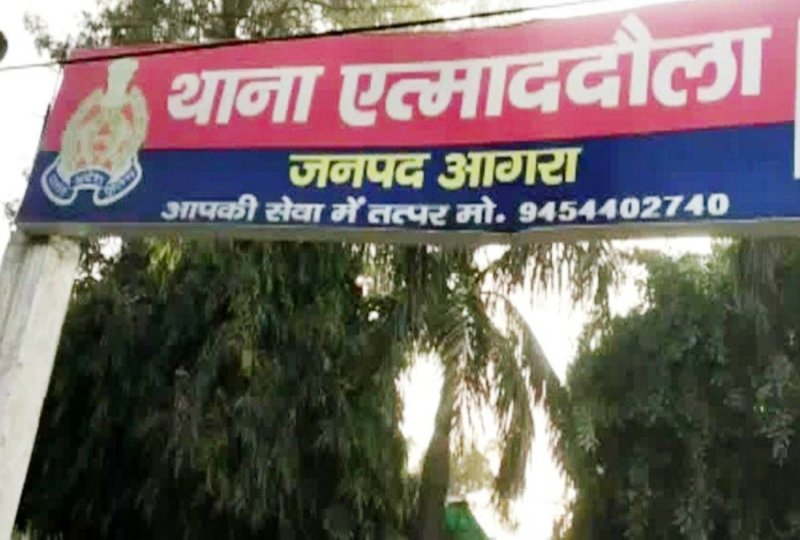 थाना एत्माददौला
जनपद आगरा
आपकी सेवा में तत्पर मो. 9454402740